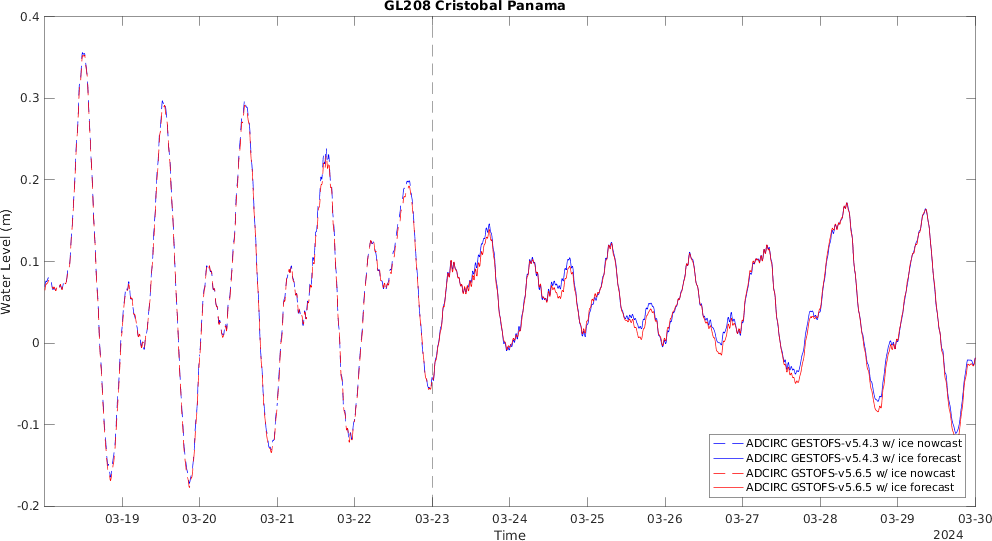 GL208 Cristobal Panama
Water Level (m)
0.4
0.3
0.2
0.1
0
-0.1
-0.2
03-19 03-20 03-21 03-22 03-23 03-24 03-25 03-26 03-27 03-28 03-29 03-30
Time
2024
ADCIRC GESTOFS-v5.4.3 w/ ice nowcast
ADCIRC GESTOFS-v5.4.3 w/ ice forecast
ADCIRC GSTOFS-v5.6.5 w/ ice nowcast
ADCIRC GSTOFS-v5.6.5 w/ ice forecast